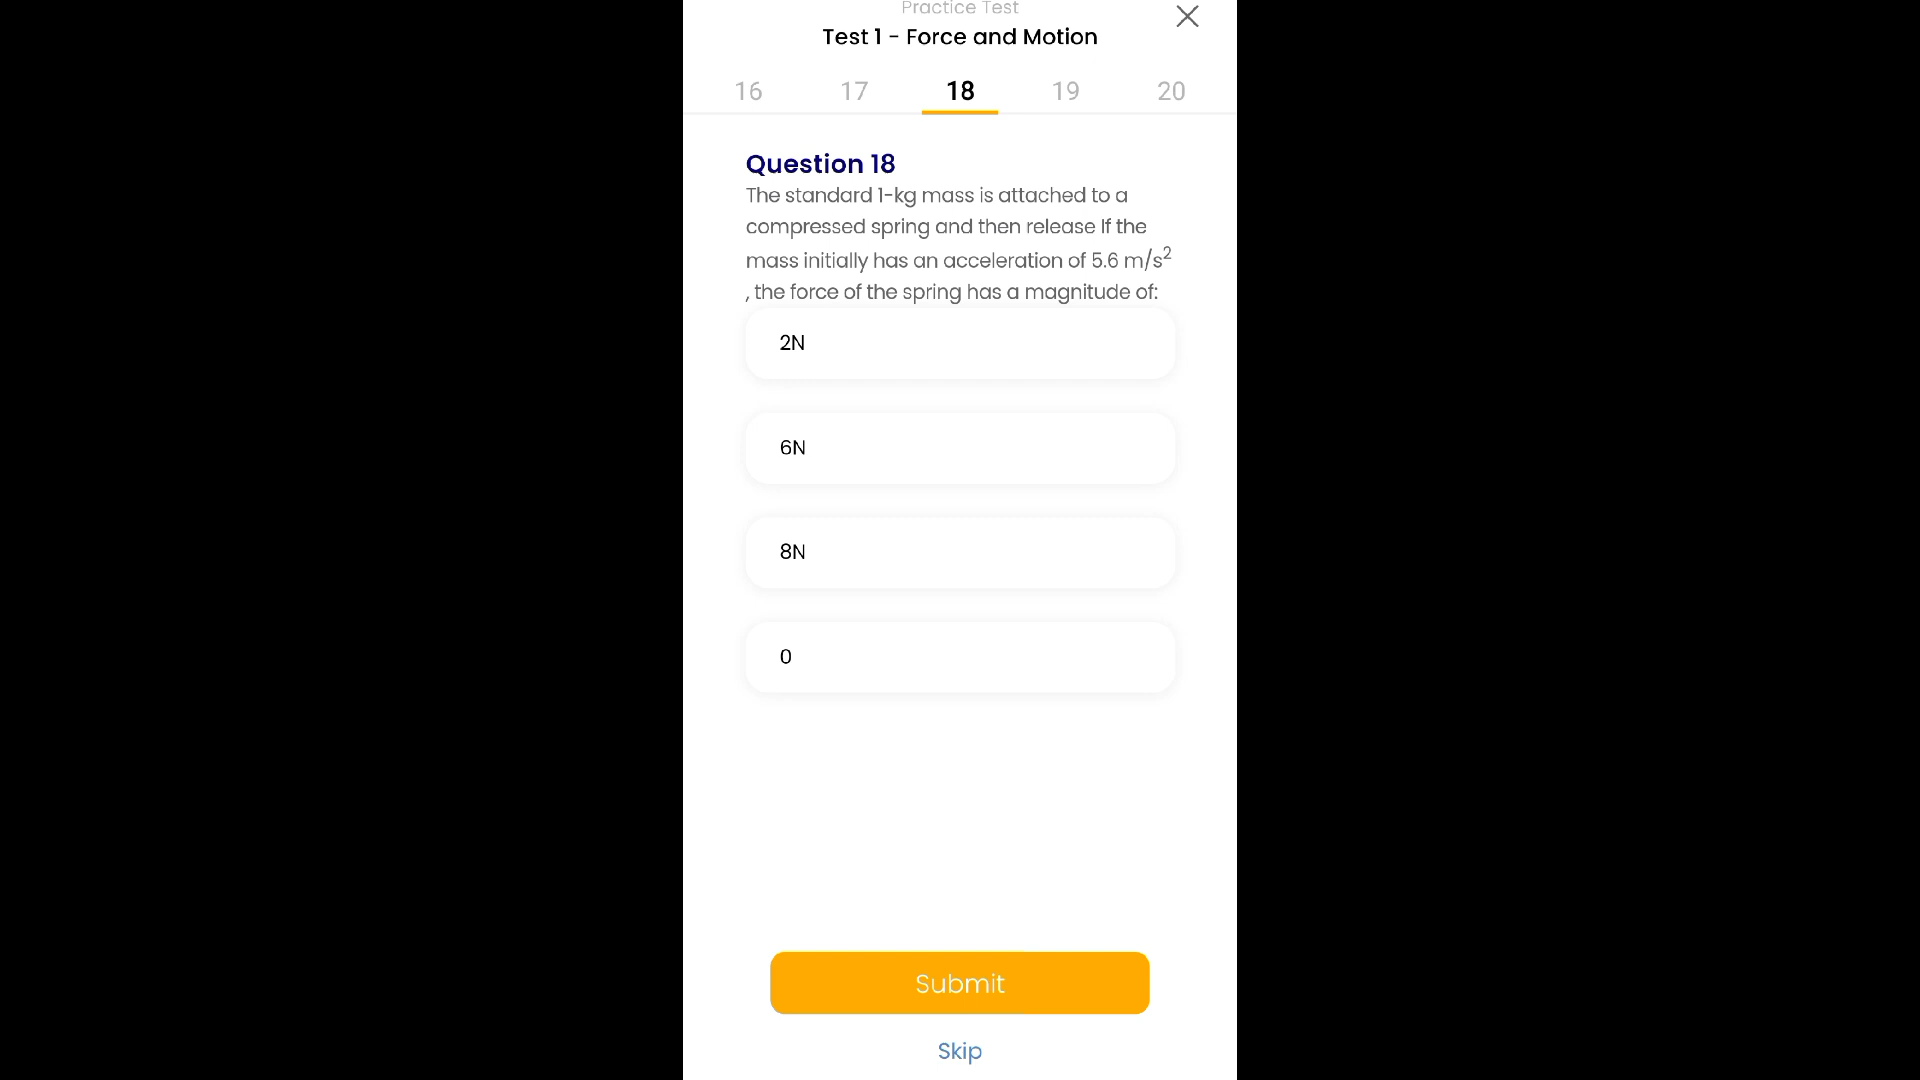 Practice Test
Test 1 - Force and Motion
16 17 18 19 20
Question 18
The standard 1-kg mass is attached to a
compressed spring and then release If the
mass initially has an acceleration of 5.6 m/s²
, the force of the spring has a magnitude of:
2N
6N
8N
0
Submit
Skip